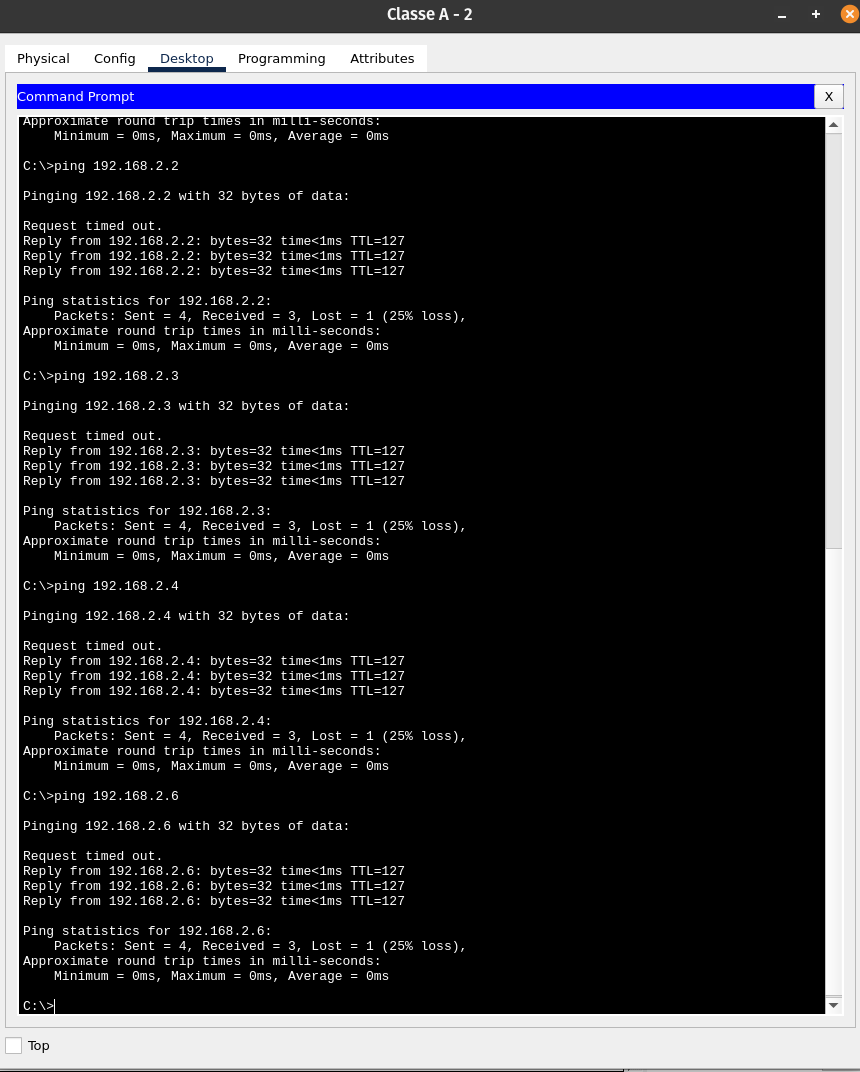 Classe A - 2
Physical Config Desktop Programming Attributes
Command Prompt X
Approximate round trip times in milli-seconds:
    Minimum = 0ms, Maximum = 0ms, Average = 0ms
C:\>ping 192.168.2.2
Pinging 192.168.2.2 with 32 bytes of data:
Request timed out.
Reply from 192.168.2.2: bytes=32 time<1ms TTL=127
Reply from 192.168.2.2: bytes=32 time<1ms TTL=127
Reply from 192.168.2.2: bytes=32 time<1ms TTL=127
Ping statistics for 192.168.2.2:
    Packets: Sent = 4, Received = 3, Lost = 1 (25% loss),
Approximate round trip times in milli-seconds:
    Minimum = 0ms, Maximum = 0ms, Average = 0ms
C:\>ping 192.168.2.3
Pinging 192.168.2.3 with 32 bytes of data:
Request timed out.
Reply from 192.168.2.3: bytes=32 time<1ms TTL=127
Reply from 192.168.2.3: bytes=32 time<1ms TTL=127
Reply from 192.168.2.3: bytes=32 time<1ms TTL=127
Ping statistics for 192.168.2.3:
    Packets: Sent = 4, Received = 3, Lost = 1 (25% loss),
Approximate round trip times in milli-seconds:
    Minimum = 0ms, Maximum = 0ms, Average = 0ms
C:\>ping 192.168.2.4
Pinging 192.168.2.4 with 32 bytes of data:
Request timed out.
Reply from 192.168.2.4: bytes=32 time<1ms TTL=127
Reply from 192.168.2.4: bytes=32 time<1ms TTL=127
Reply from 192.168.2.4: bytes=32 time<1ms TTL=127
Ping statistics for 192.168.2.4:
    Packets: Sent = 4, Received = 3, Lost = 1 (25% loss),
Approximate round trip times in milli-seconds:
    Minimum = 0ms, Maximum = 0ms, Average = 0ms
C:\>ping 192.168.2.6
Pinging 192.168.2.6 with 32 bytes of data:
Request timed out.
Reply from 192.168.2.6: bytes=32 time<1ms TTL=127
Reply from 192.168.2.6: bytes=32 time<1ms TTL=127
Reply from 192.168.2.6: bytes=32 time<1ms TTL=127
Ping statistics for 192.168.2.6:
    Packets: Sent = 4, Received = 3, Lost = 1 (25% loss),
Approximate round trip times in milli-seconds:
    Minimum = 0ms, Maximum = 0ms, Average = 0ms
C:\>
Top